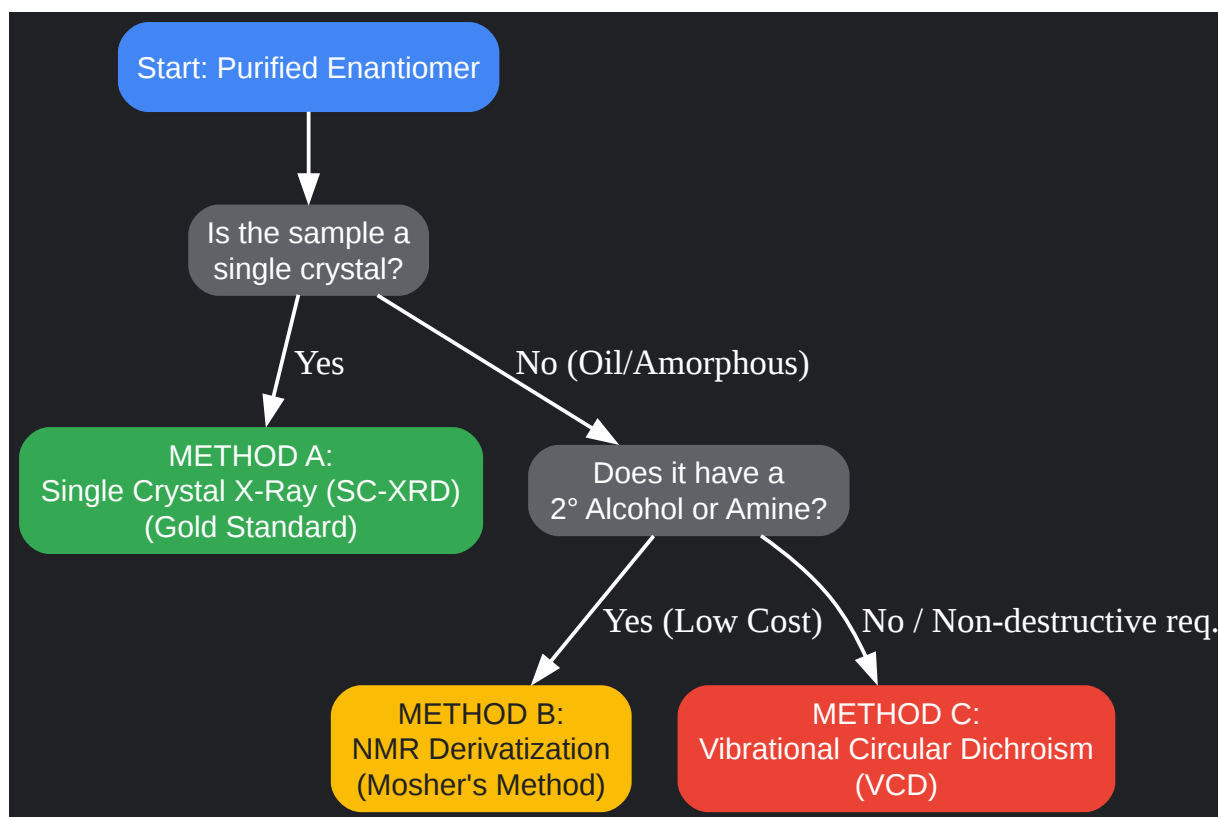 Start: Purified Enantiomer
Is the sample a
single crystal?
Yes
No (Oil/Amorphous)
METHOD A:
Single Crystal X-Ray (SC-XRD)
(Gold Standard)
Does it have a
2° Alcohol or Amine?
Yes (Low Cost)
No / Non-destructive req.
METHOD B:
NMR Derivatization
(Mosher's Method)
METHOD C:
Vibrational Circular Dichroism
(VCD)